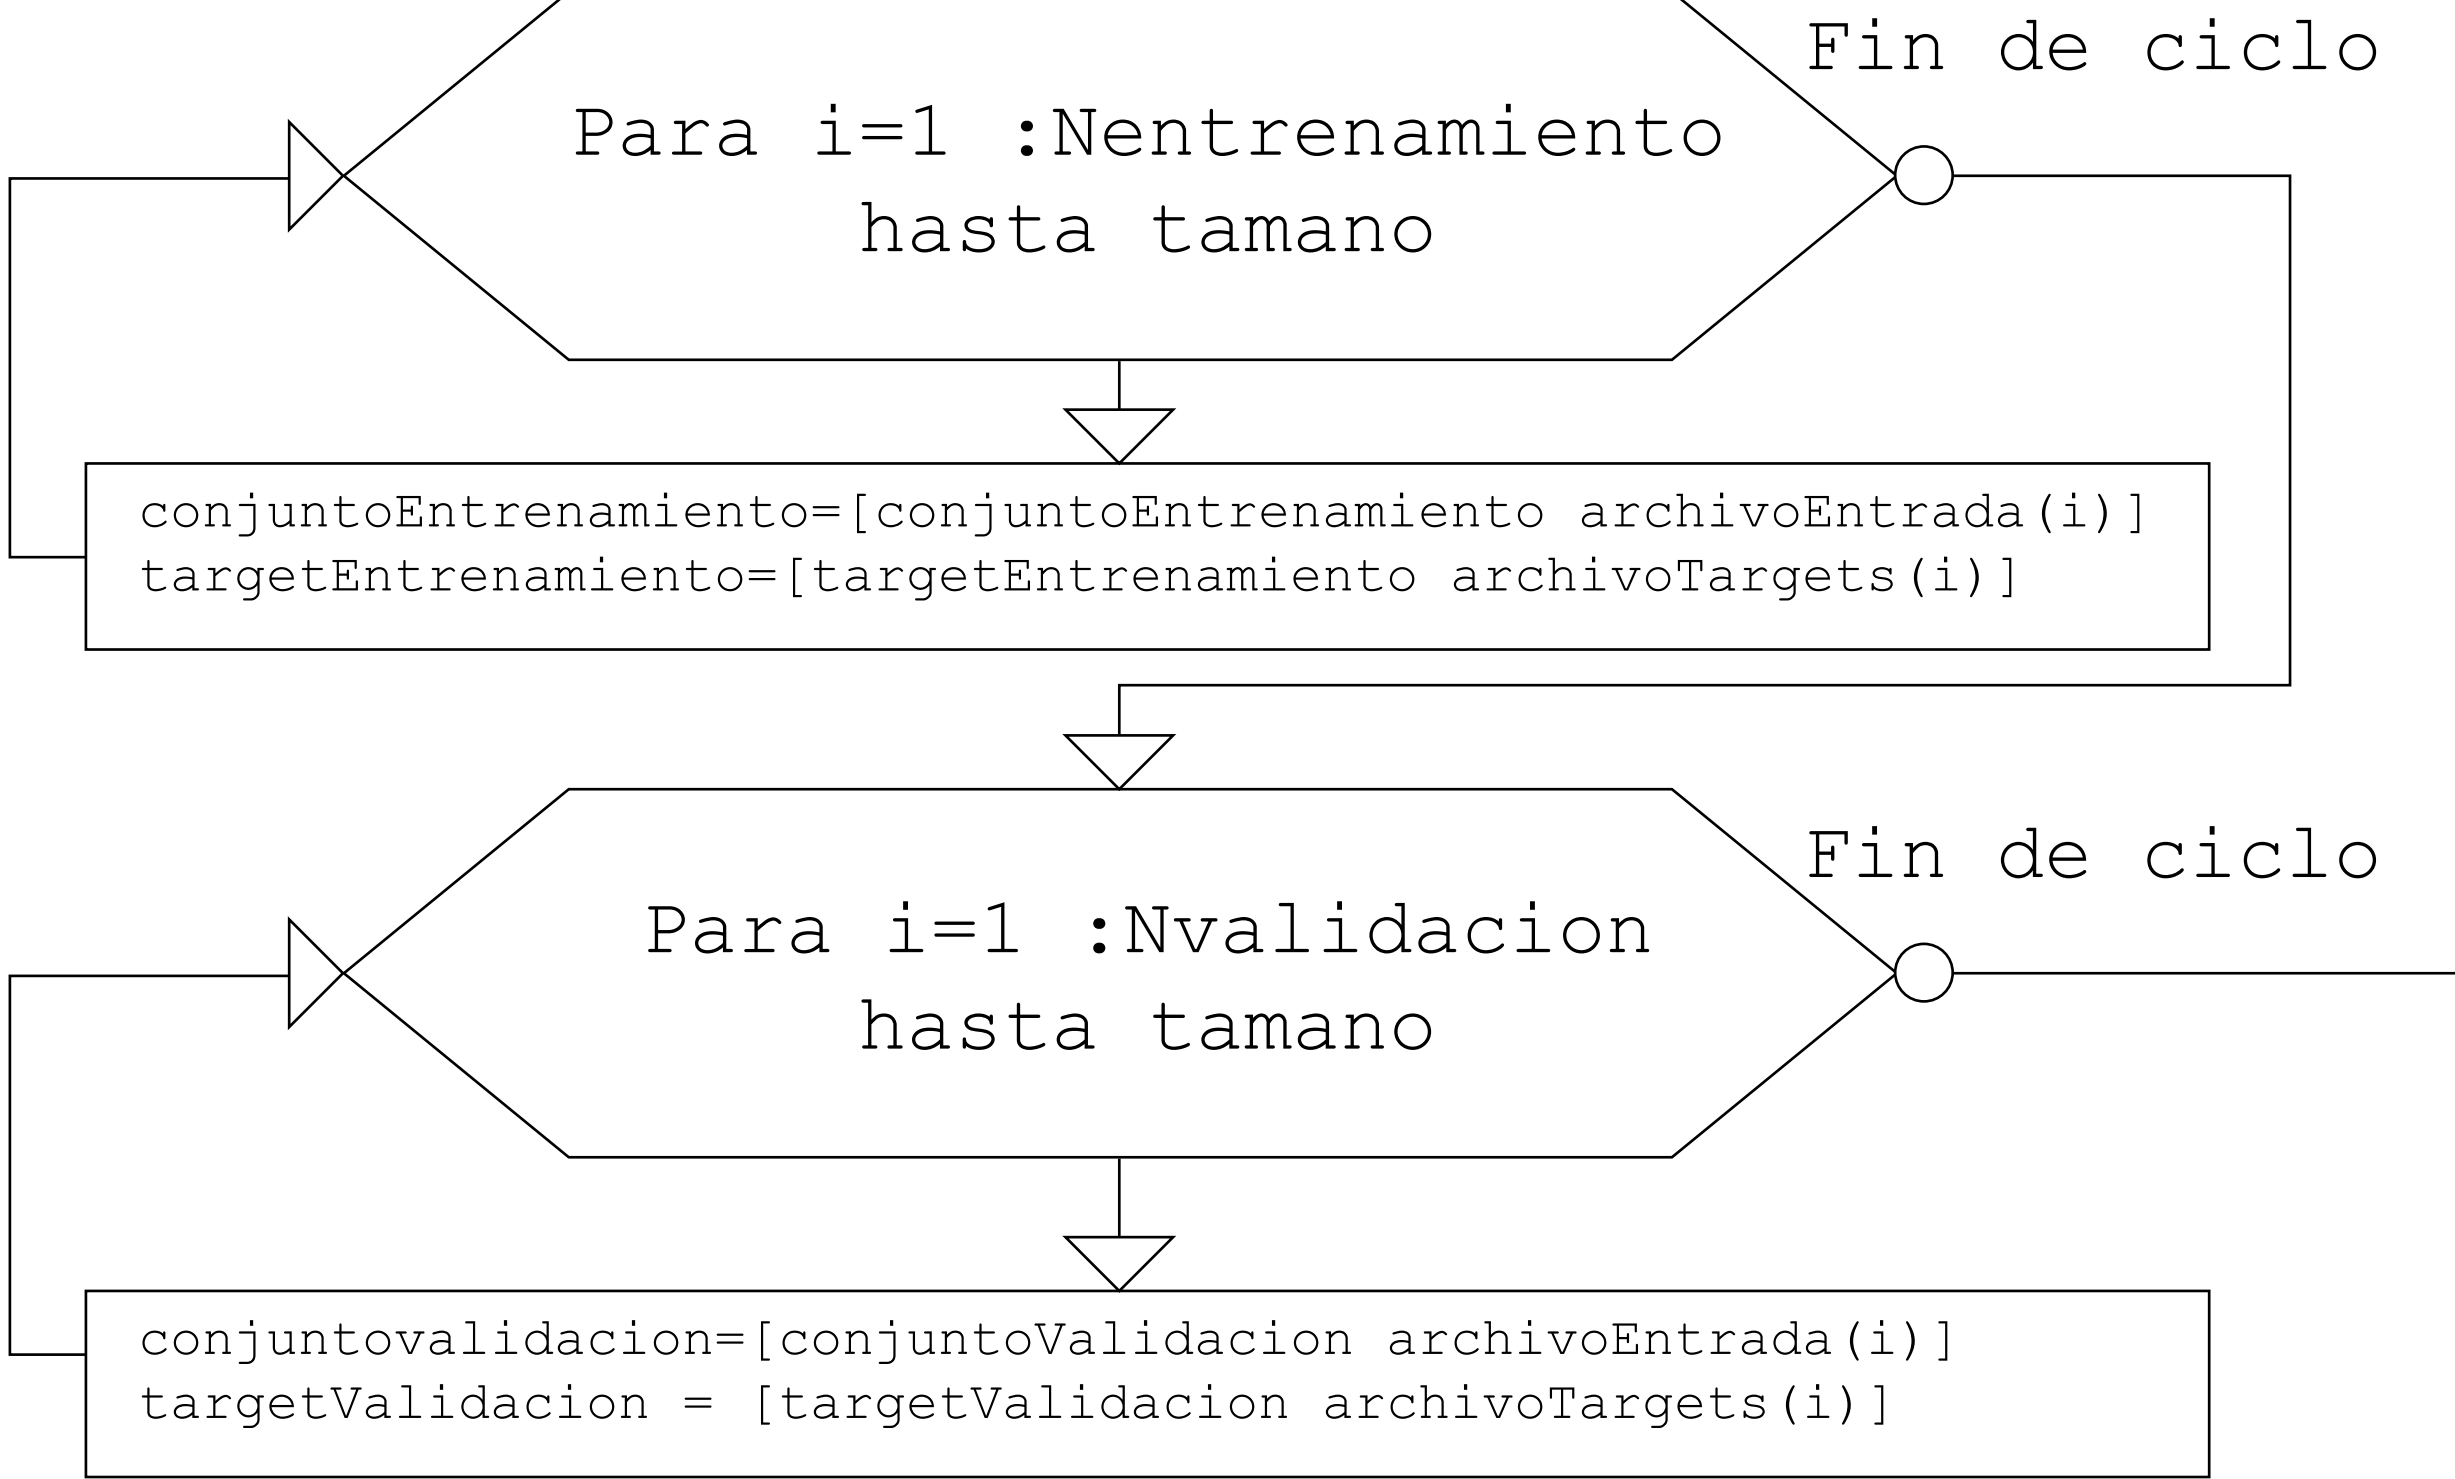 Fin de ciclo
Para i=1 :Nentrenamiento
hasta tamano
conjuntoEntrenamiento=[conjuntoEntrenamiento archivoEntrada(i)]
targetEntrenamiento=[targetEntrenamiento archivoTargets(i)]
Fin de ciclo
Para i=1 :Nvalidacion
hasta tamano
conjuntovalidacion=[conjuntoValidacion archivoEntrada(i)]
targetValidacion = [targetValidacion archivoTargets(i)]